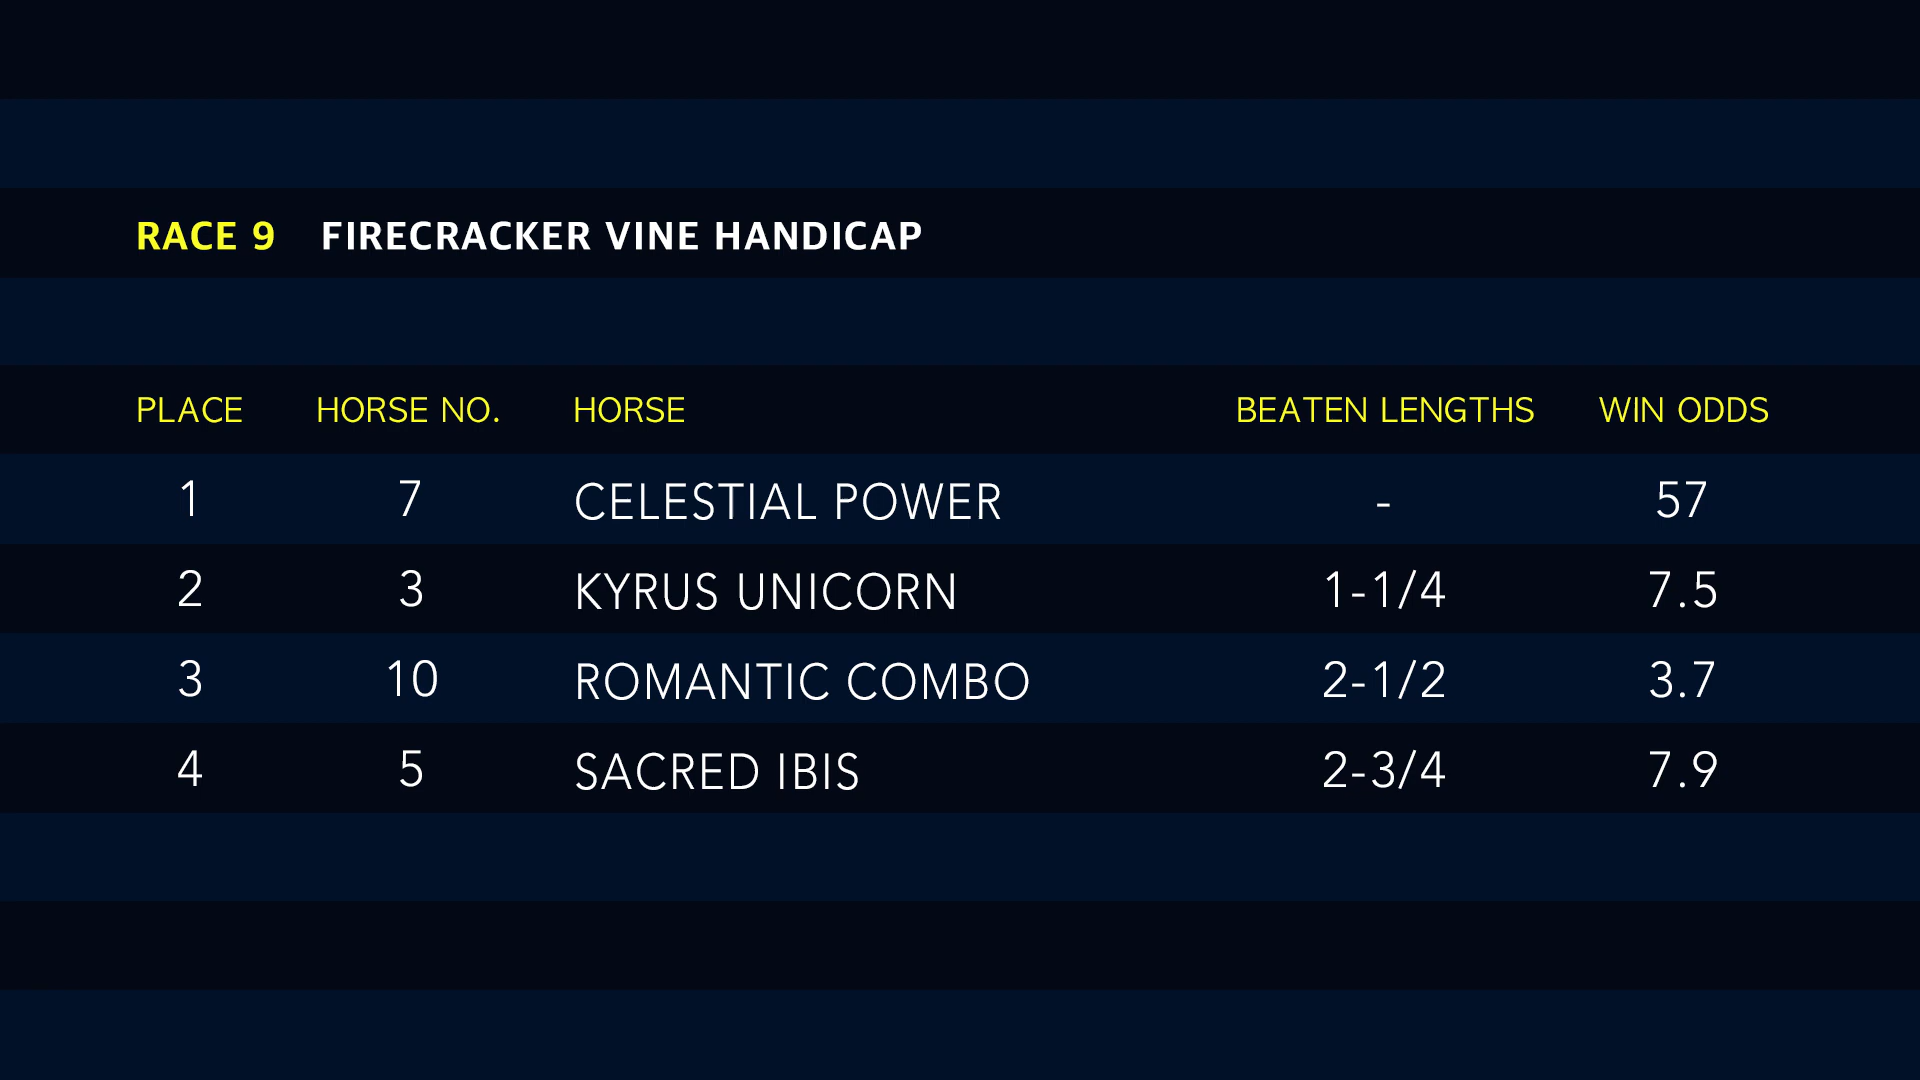 RACE 9 FIRECRACKER VINE HANDICAP
PLACE HORSE NO. HORSE BEATEN LENGTHS WIN ODDS
1 7 CELESTIAL POWER - 57
2 3 KYRUS UNICORN 1-1/4 7.5
3 10 ROMANTIC COMBO 2-1/2 3.7
4 5 SACRED IBIS 2-3/4 7.9